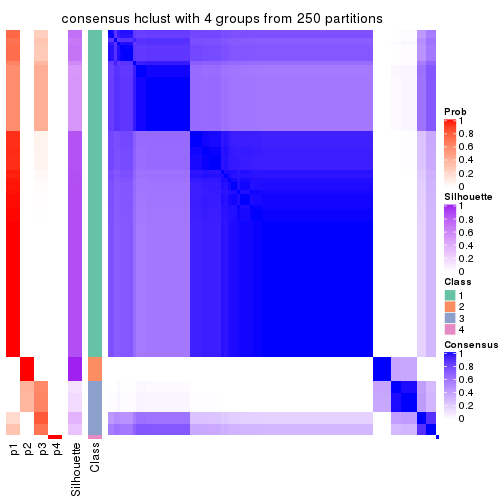 consensus hclust with 4 groups from 250 partitions
Prob
1
0.8
0.6
0.4
0.2
0
Silhouette
1
0.8
0.6
0.4
0.2
0
Class
1
2
3
4
Consensus
1
0.8
0.6
0.4
0.2
0
p1
p2
p3
p4
Silhouette
Class